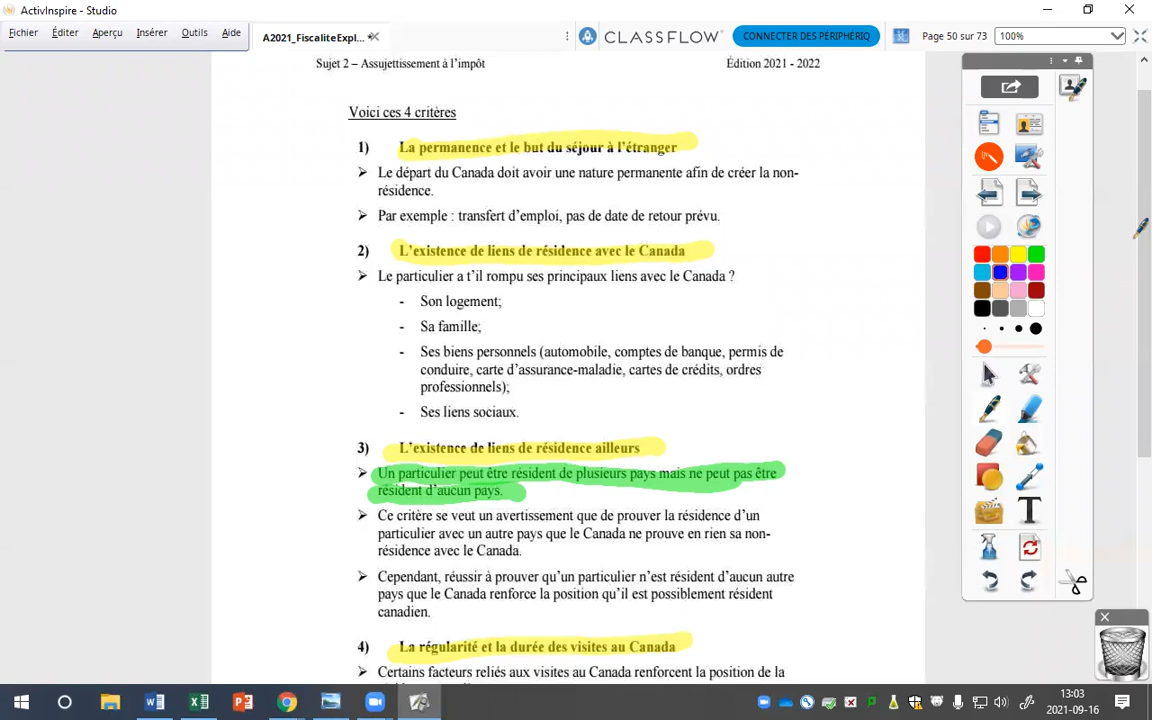 ActivInspire - Studio
Fichier Éditer Aperçu Insérer Outils Aide A2021_FiscaliteExpl... CLASSFLOW CONNECTER DES PÉRIPHÉRIQ Page 50 sur 73 100%
Sujet 2 – Assujettissement à l'impôt Édition 2021 - 2022
Voici ces 4 critères
1) La permanence et le but du séjour à l'étranger
➢ Le départ du Canada doit avoir une nature permanente afin de créer la non-
résidence.
➢ Par exemple : transfert d'emploi, pas de date de retour prévu.
2) L'existence de liens de résidence avec le Canada
➢ Le particulier a t'il rompu ses principaux liens avec le Canada ?
- Son logement;
- Sa famille;
- Ses biens personnels (automobile, comptes de banque, permis de
conduire, carte d'assurance-maladie, cartes de crédits, ordres
professionnels);
- Ses liens sociaux.
3) L'existence de liens de résidence ailleurs
➢ Un particulier peut être résident de plusieurs pays mais ne peut pas être
résident d'aucun pays.
➢ Ce critère se veut un avertissement que de prouver la résidence d'un
particulier avec un autre pays que le Canada ne prouve en rien sa non-
résidence avec le Canada.
➢ Cependant, réussir à prouver qu'un particulier n'est résident d'aucun autre
pays que le Canada renforce la position qu'il est possiblement résident
canadien.
4) La régularité et la durée des visites au Canada
➢ Certains facteurs reliés aux visites au Canada renforcent la position de la
13:03
2021-09-16